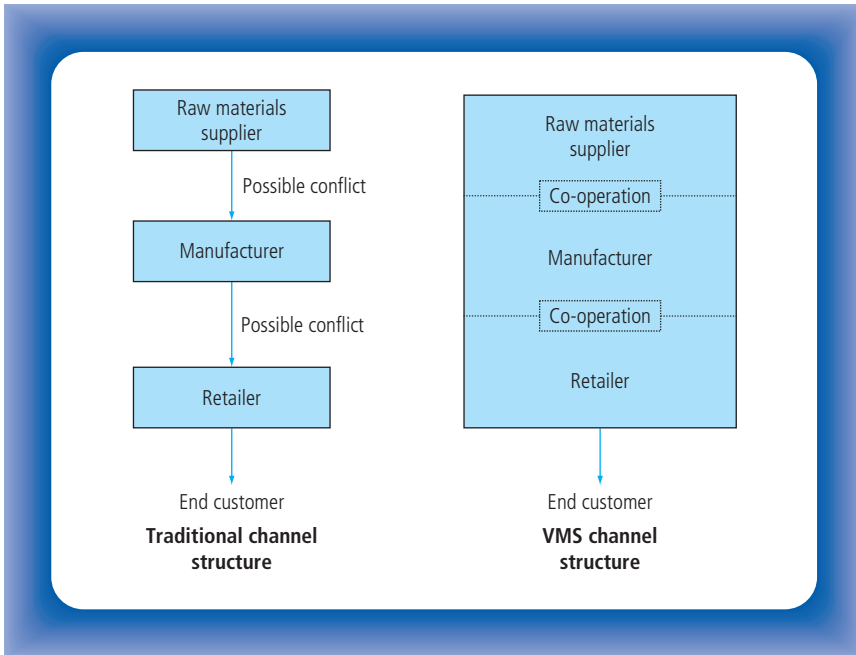 Raw materials
supplier
Possible conflict
Manufacturer
Possible conflict
Retailer
End customer
Traditional channel
structure
Raw materials
supplier
Co-operation
Manufacturer
Co-operation
Retailer
End customer
VMS channel
structure